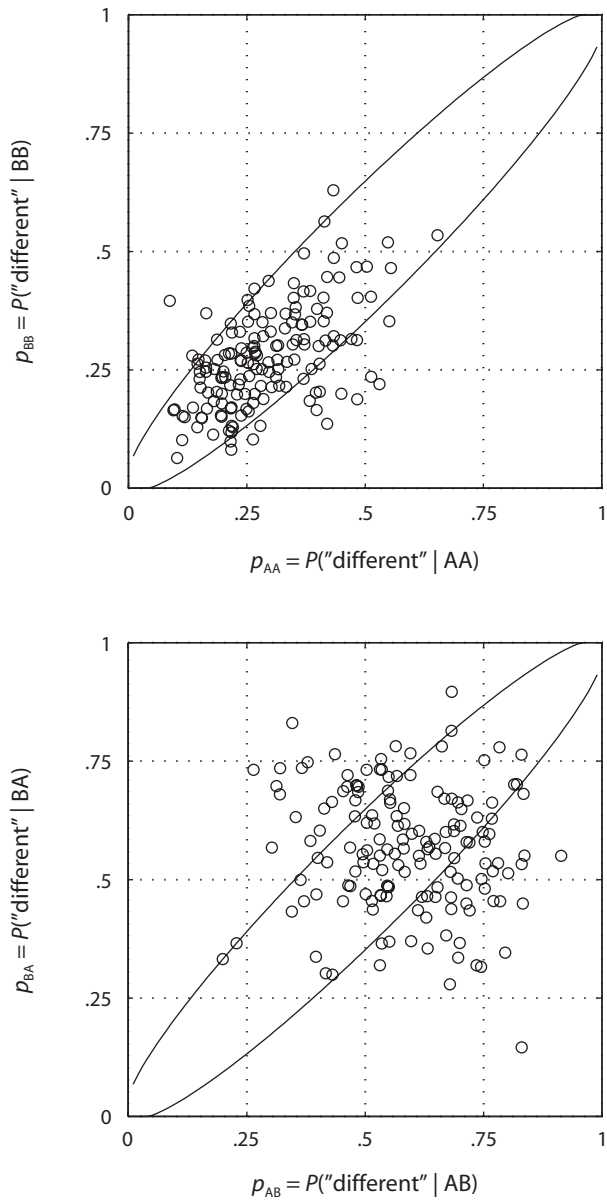 1
.75
p_BB = P("different" | BB)
.5
.25
0
0 .25 .5 .75 1
p_AA = P("different" | AA)
1
.75
p_BA = P("different" | BA)
.5
.25
0
0 .25 .5 .75 1
p_AB = P("different" | AB)